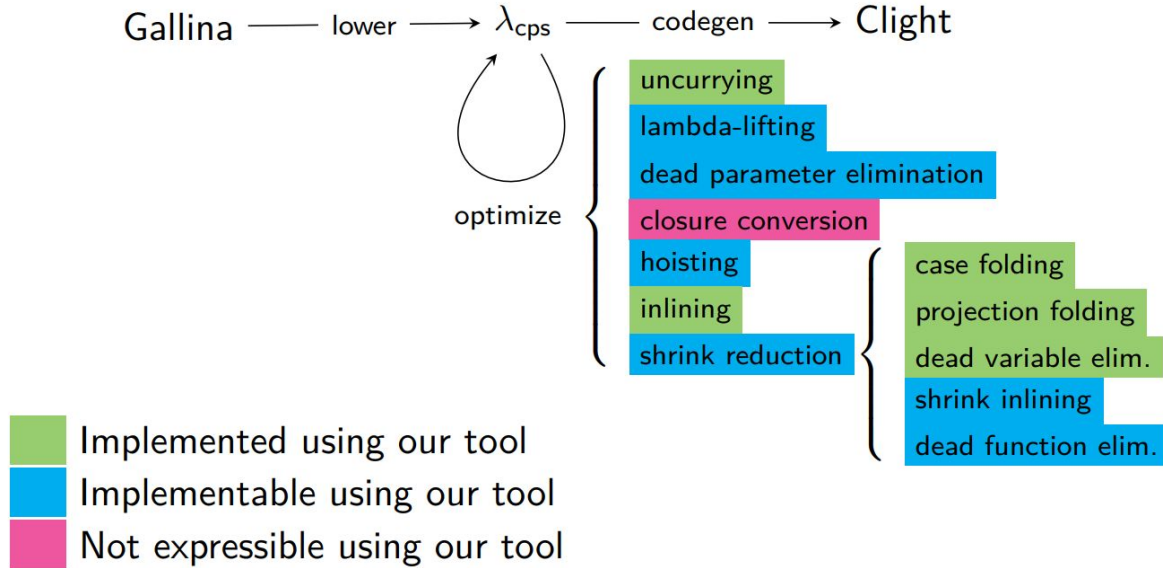 Gallina lower λcps codegen Clight
optimize
uncurrying
lambda-lifting
dead parameter elimination
closure conversion
hoisting
inlining
shrink reduction
case folding
projection folding
dead variable elim.
shrink inlining
dead function elim.
Implemented using our tool
Implementable using our tool
Not expressible using our tool